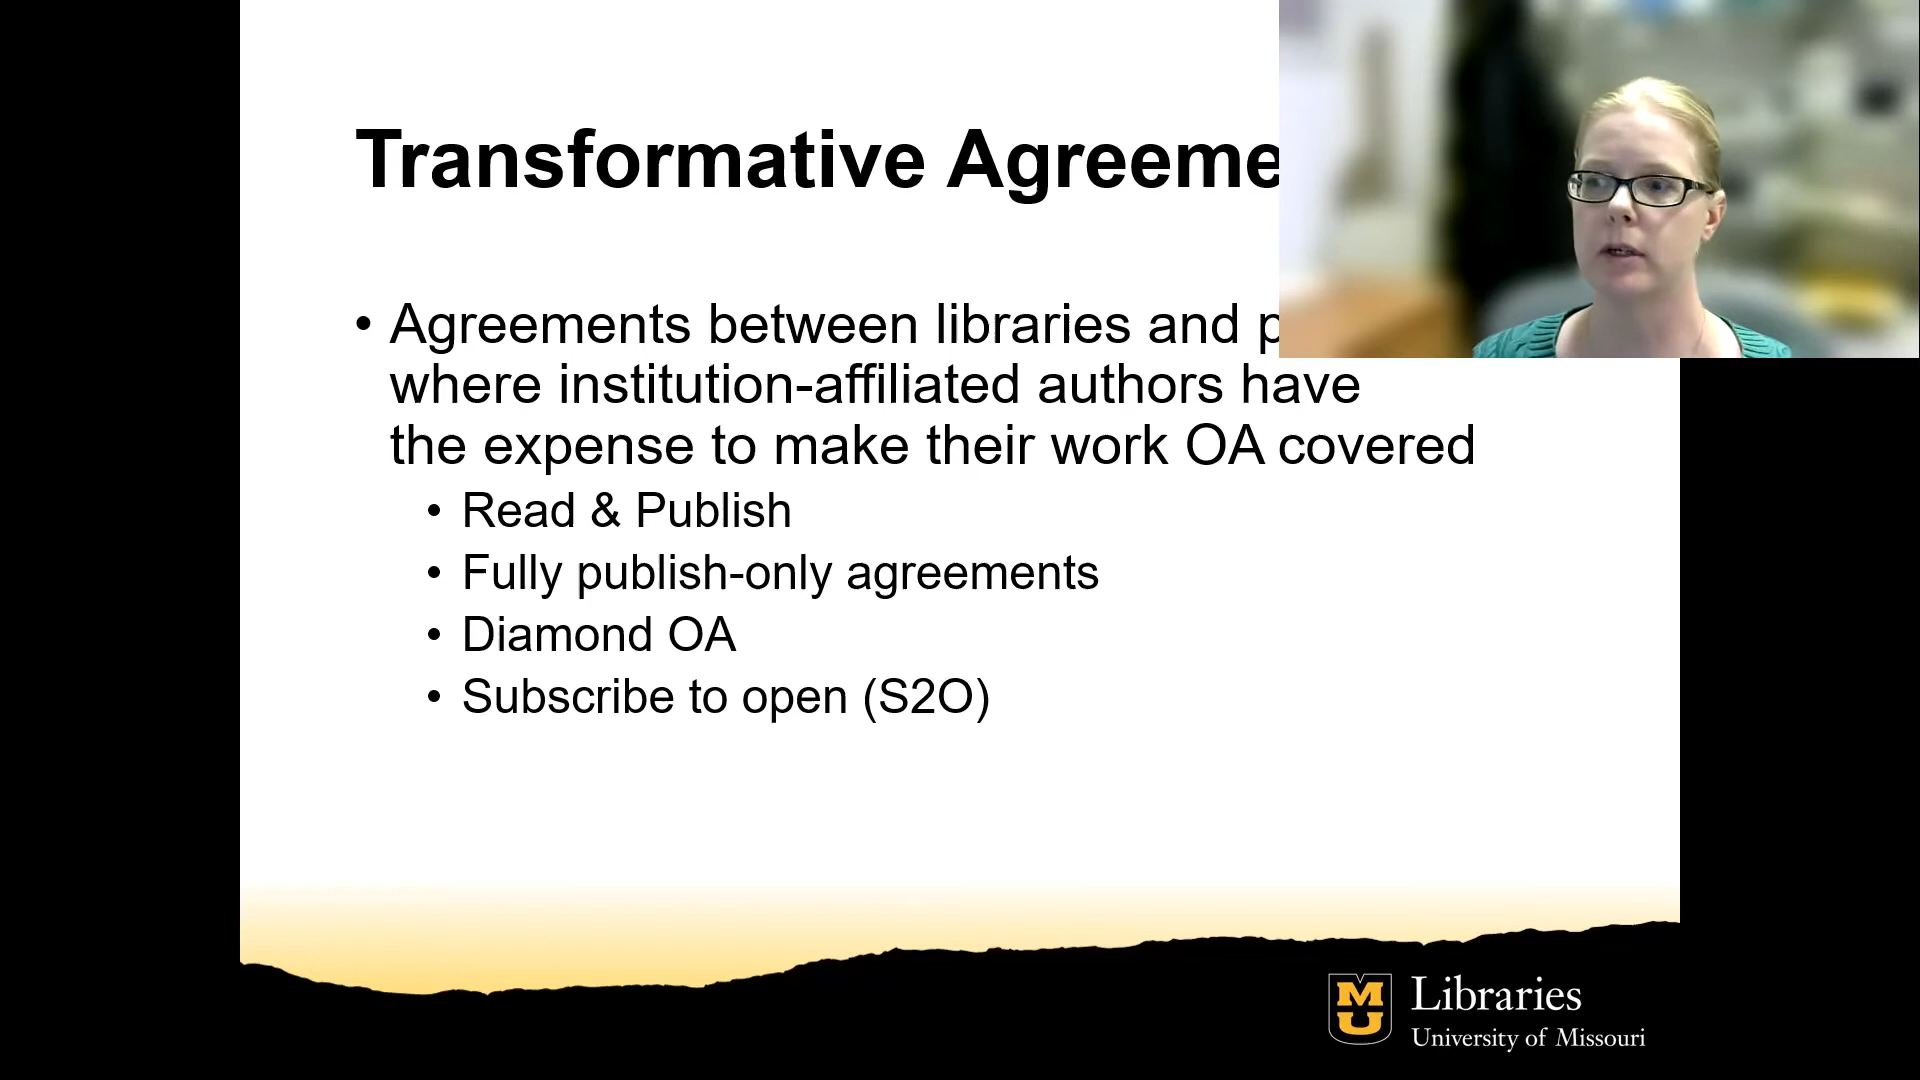 Transformative Agreeme
• Agreements between libraries and p
where institution-affiliated authors have
the expense to make their work OA covered
• Read & Publish
• Fully publish-only agreements
• Diamond OA
• Subscribe to open (S2O)
MU
Libraries
University of Missouri